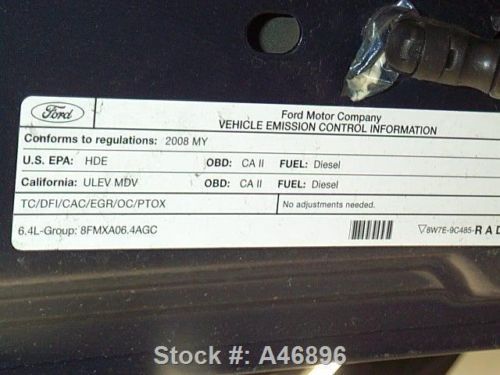 Ford
Ford Motor Company
VEHICLE EMISSION CONTROL INFORMATION
Conforms to regulations: 2008 MY
U.S. EPA: HDE OBD: CA II FUEL: Diesel
California: ULEV MDV OBD: CA II FUEL: Diesel
TC/DFI/CAC/EGR/OC/PTOX No adjustments needed.
6.4L-Group: 8FMXA06.4AGC ▽8W7E-9C485-RAD
Stock #: A46896